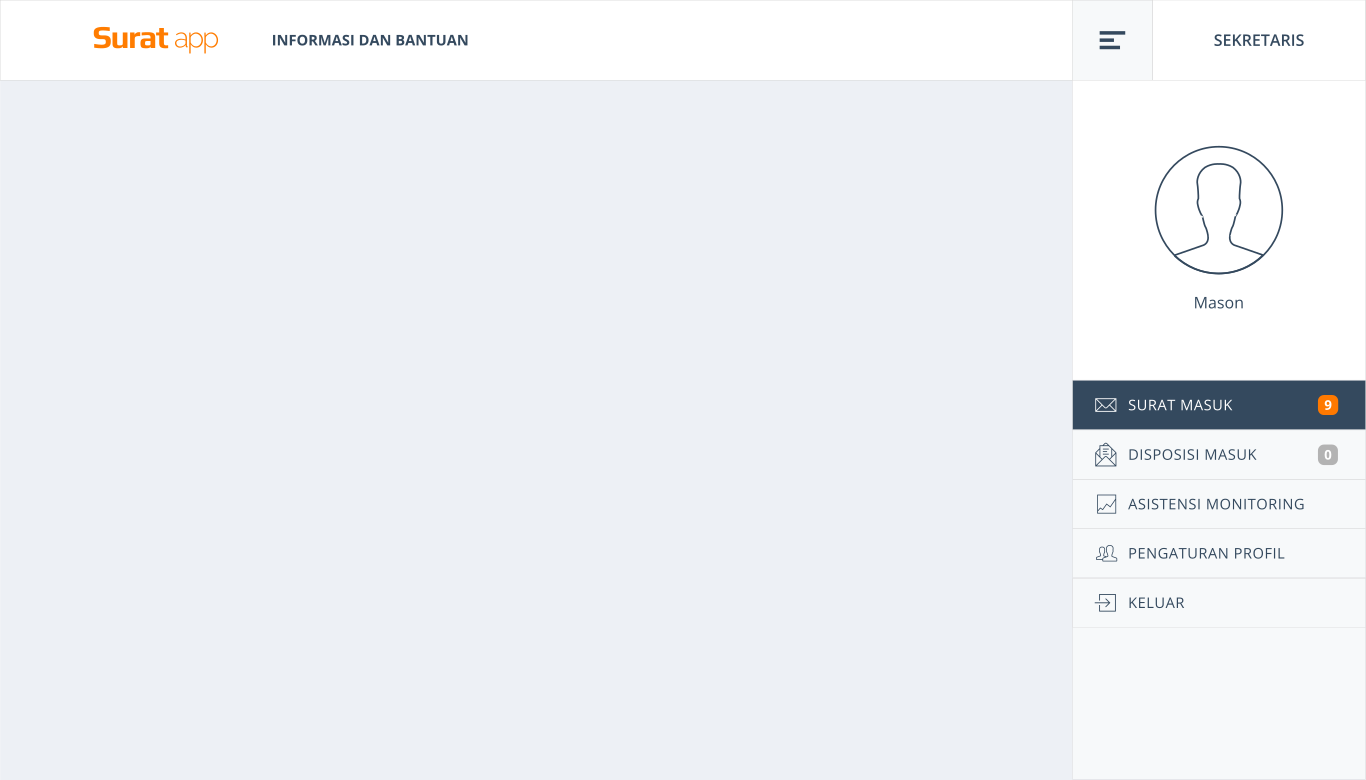 Surat app
INFORMASI DAN BANTUAN
SEKRETARIS
Mason
SURAT MASUK 9
DISPOSISI MASUK 0
ASISTENSI MONITORING
PENGATURAN PROFIL
KELUAR